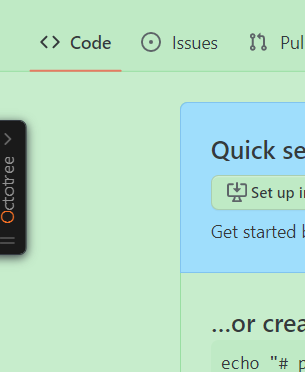 Code Issues Pul
Octotree
Quick se
Set up i
Get started b
...or crea
echo "# p